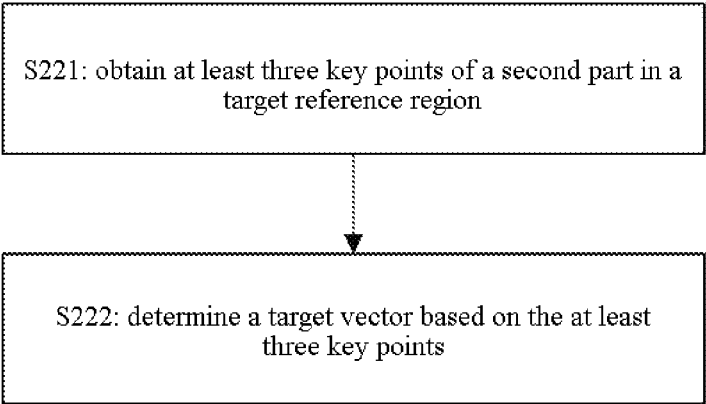 S221: obtain at least three key points of a second part in a
target reference region
S222: determine a target vector based on the at least
three key points